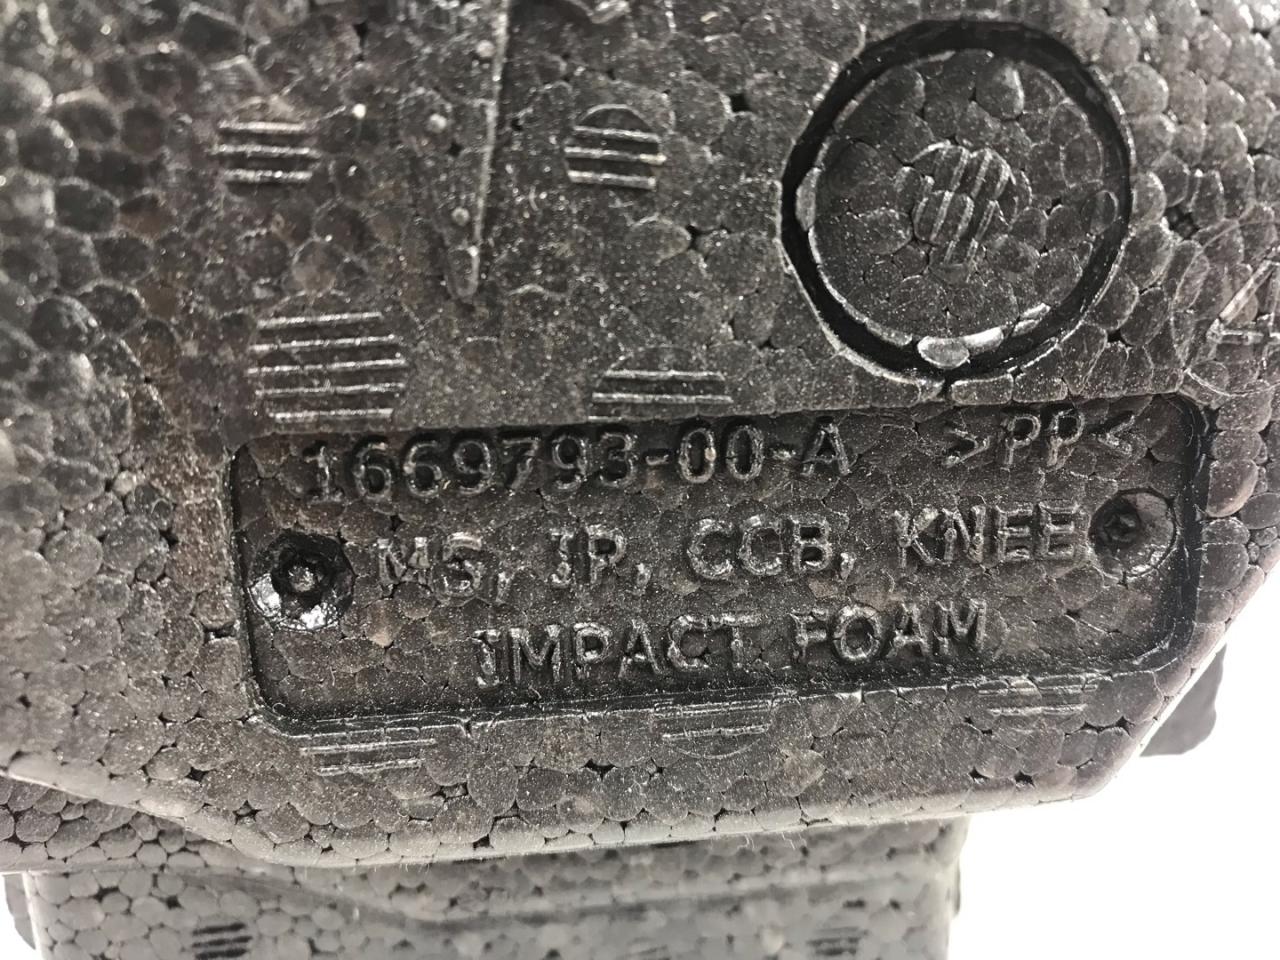 1669793-00-A >PP<
MS, IP, CCB, KNEE
IMPACT FOAM